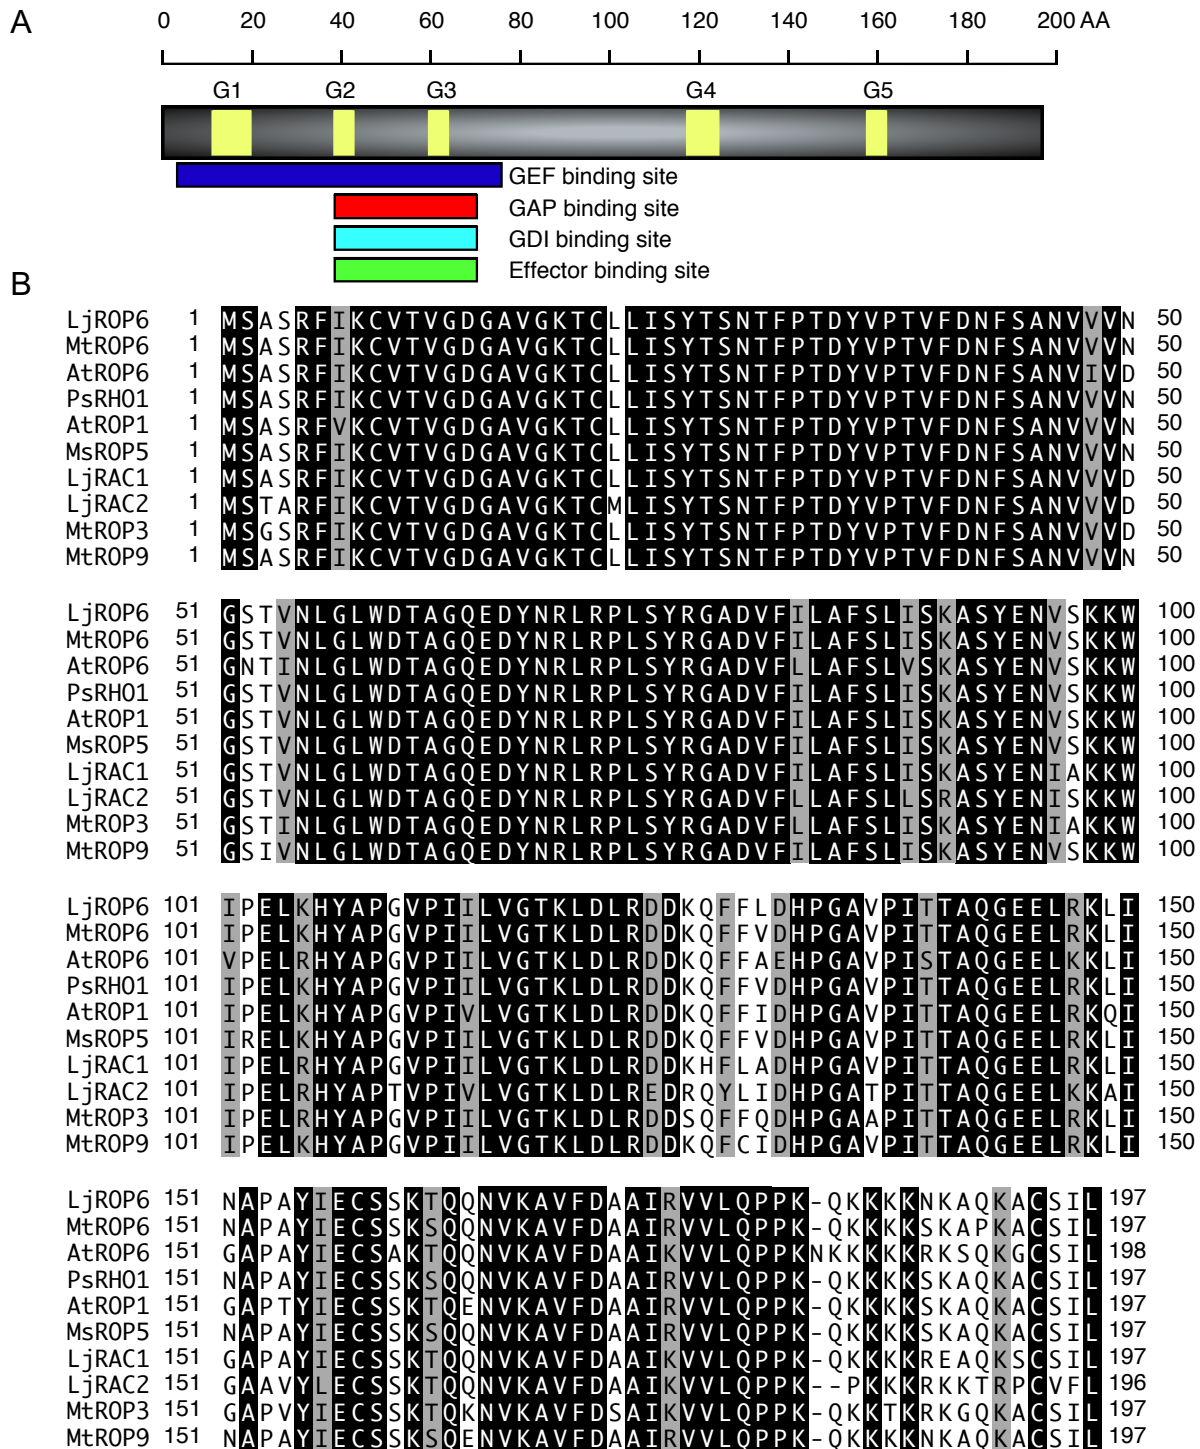 A
0 20 40 60 80 100 120 140 160 180 200 AA
G1 G2 G3 G4 G5
GEF binding site
GAP binding site
GDI binding site
Effector binding site
B
LjROP6 1 MSASRFIKCVTVGDGAVGKTCLLISYTSNTFPTDYVPTVFDNFSANVVVN 50
MtROP6 1 MSASRFIKCVTVGDGAVGKTCLLISYTSNTFPTDYVPTVFDNFSANVVVN 50
AtROP6 1 MSASRFIKCVTVGDGAVGKTCLLISYTSNTFPTDYVPTVFDNFSANVIVD 50
PsRHO1 1 MSASRFIKCVTVGDGAVGKTCLLISYTSNTFPTDYVPTVFDNFSANVVVN 50
AtROP1 1 MSASRFVKCVTVGDGAVGKTCLLISYTSNTFPTDYVPTVFDNFSANVVVN 50
MsROP5 1 MSASRFIKCVTVGDGAVGKTCLLISYTSNTFPTDYVPTVFDNFSANVVVN 50
LjRAC1 1 MSASRFIKCVTVGDGAVGKTCLLISYTSNTFPTDYVPTVFDNFSANVVVD 50
LjRAC2 1 MSTARFIKCVTVGDGAVGKTCMLISYTSNTFPTDYVPTVFDNFSANVVVD 50
MtROP3 1 MSGSRFIKCVTVGDGAVGKTCLLISYTSNTFPTDYVPTVFDNFSANVVVD 50
MtROP9 1 MSASRFIKCVTVGDGAVGKTCLLISYTSNTFPTDYVPTVFDNFSANVVVN 50
LjROP6 51 GSTVNLGLWDTAGQEDYNRLRPLSYRGADVFILAFSLISKASYENVSKKW 100
MtROP6 51 GSTVNLGLWDTAGQEDYNRLRPLSYRGADVFILAFSLISKASYENVSKKW 100
AtROP6 51 GNTINLGLWDTAGQEDYNRLRPLSYRGADVFLLAFSLVSKASYENVSKKW 100
PsRHO1 51 GSTVNLGLWDTAGQEDYNRLRPLSYRGADVFILAFSLISKASYENVSKKW 100
AtROP1 51 GSTVNLGLWDTAGQEDYNRLRPLSYRGADVFILAFSLISKASYENVSKKW 100
MsROP5 51 GSTVNLGLWDTAGQEDYNRLRPLSYRGADVFILAFSLISKASYENVSKKW 100
LjRAC1 51 GSTVNLGLWDTAGQEDYNRLRPLSYRGADVFILAFSLISKASYENIAKKW 100
LjRAC2 51 GSTVNLGLWDTAGQEDYNRLRPLSYRGADVFLLAFSLLSRASYENISKKW 100
MtROP3 51 GSTINLGLWDTAGQEDYNRLRPLSYRGADVFLLAFSLISKASYENIAKKW 100
MtROP9 51 GSIVNLGLWDTAGQEDYNRLRPLSYRGADVFILAFSLISKASYENVSKKW 100
LjROP6 101 IPELKHYAPGVPIILVGTKLDLRDDKQFFLDHPGAVPITTAQGEELRKLI 150
MtROP6 101 IPELKHYAPGVPIILVGTKLDLRDDKQFFVDHPGAVPITTAQGEELRKLI 150
AtROP6 101 VPELRHYAPGVPIILVGTKLDLRDDKQFFAEHPGAVPISTAQGEELKKLI 150
PsRHO1 101 IPELKHYAPGVPIILVGTKLDLRDDKQFFVDHPGAVPITTAQGEELRKLI 150
AtROP1 101 IPELKHYAPGVPIVLVGTKLDLRDDKQFFIDHPGAVPITTAQGEELRKQI 150
MsROP5 101 IRELKHYAPGVPIILVGTKLDLRDDKQFFVDHPGAVPITTAQGEELRKLI 150
LjRAC1 101 IPELRHYAPGVPIILVGTKLDLRDDKHFLADHPGAVPITTAQGEELRKLI 150
LjRAC2 101 IPELRHYAPTVPIVLVGTKLDLREDRQYLIDHPGATPITTAQGEELKKAI 150
MtROP3 101 IPELRHYAPGVPIILVGTKLDLRDDSQFFQDHPGAAPITTAQGEELRKLI 150
MtROP9 101 IPELKHYAPGVPIILVGTKLDLRDDKQFCIDHPGAVPITTAQGEELRKLI 150
LjROP6 151 NAPAYIECSSKTQQNVKAVFDAAIRVVLQPPK-QKKKKNKAQKACSIL 197
MtROP6 151 NAPAYIECSSKSQQNVKAVFDAAIRVVLQPPK-QKKKKSKAPKACSIL 197
AtROP6 151 GAPAYIECSAKTQQNVKAVFDAAIKVVLQPPKNKKKKKRKSQKGCSIL 198
PsRHO1 151 NAPAYIECSSKSQQNVKAVFDAAIRVVLQPPK-QKKKKSKAQKACSIL 197
AtROP1 151 GAPTYIECSSKTQENVKAVFDAAIRVVLQPPK-QKKKKSKAQKACSIL 197
MsROP5 151 NAPAYIECSSKSQQNVKAVFDAAIRVVLQPPK-QKKKKSKAQKACSIL 197
LjRAC1 151 GAPAYIECSSKTQQNVKAVFDAAIKVVLQPPK-QKKKKREAQKSCSIL 197
LjRAC2 151 GAAVYLECSSKTQQNVKAVFDAAIKVVLQPPK--PKKKRKKTRPCVFL 196
MtROP3 151 GAPVYIECSSKTQKNVKAVFDSAIKVVLQPPK-QKKTKRKGQKACSIL 197
MtROP9 151 NAPAYIECSSKSQENVKAVFDAAIRVVLQPPK-QKKKKSKAQKACSIL 197